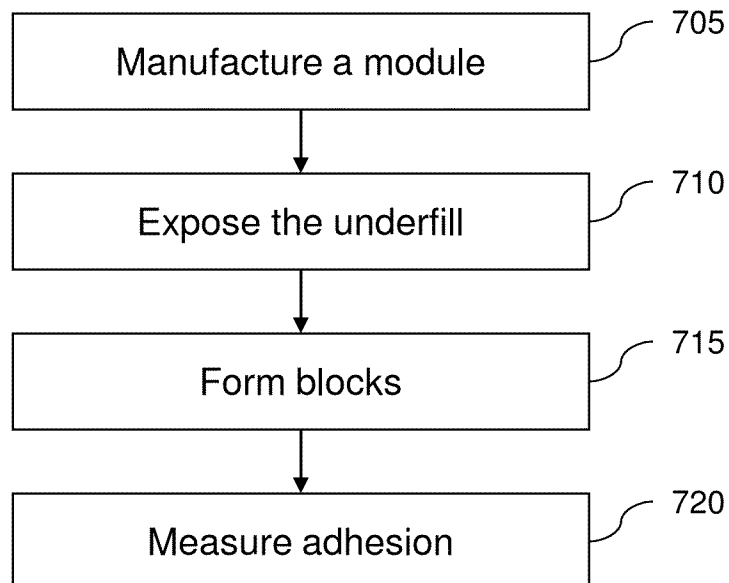 705
Manufacture a module
710
Expose the underfill
715
Form blocks
720
Measure adhesion